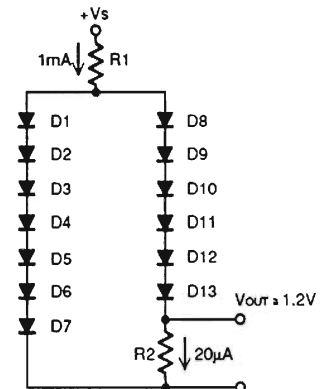 +Vs
1mA R1
D1 D8
D2 D9
D3 D10
D4 D11
D5 D12
D6 D13
D7 VOUT ≅ 1.2V
R2 20μA